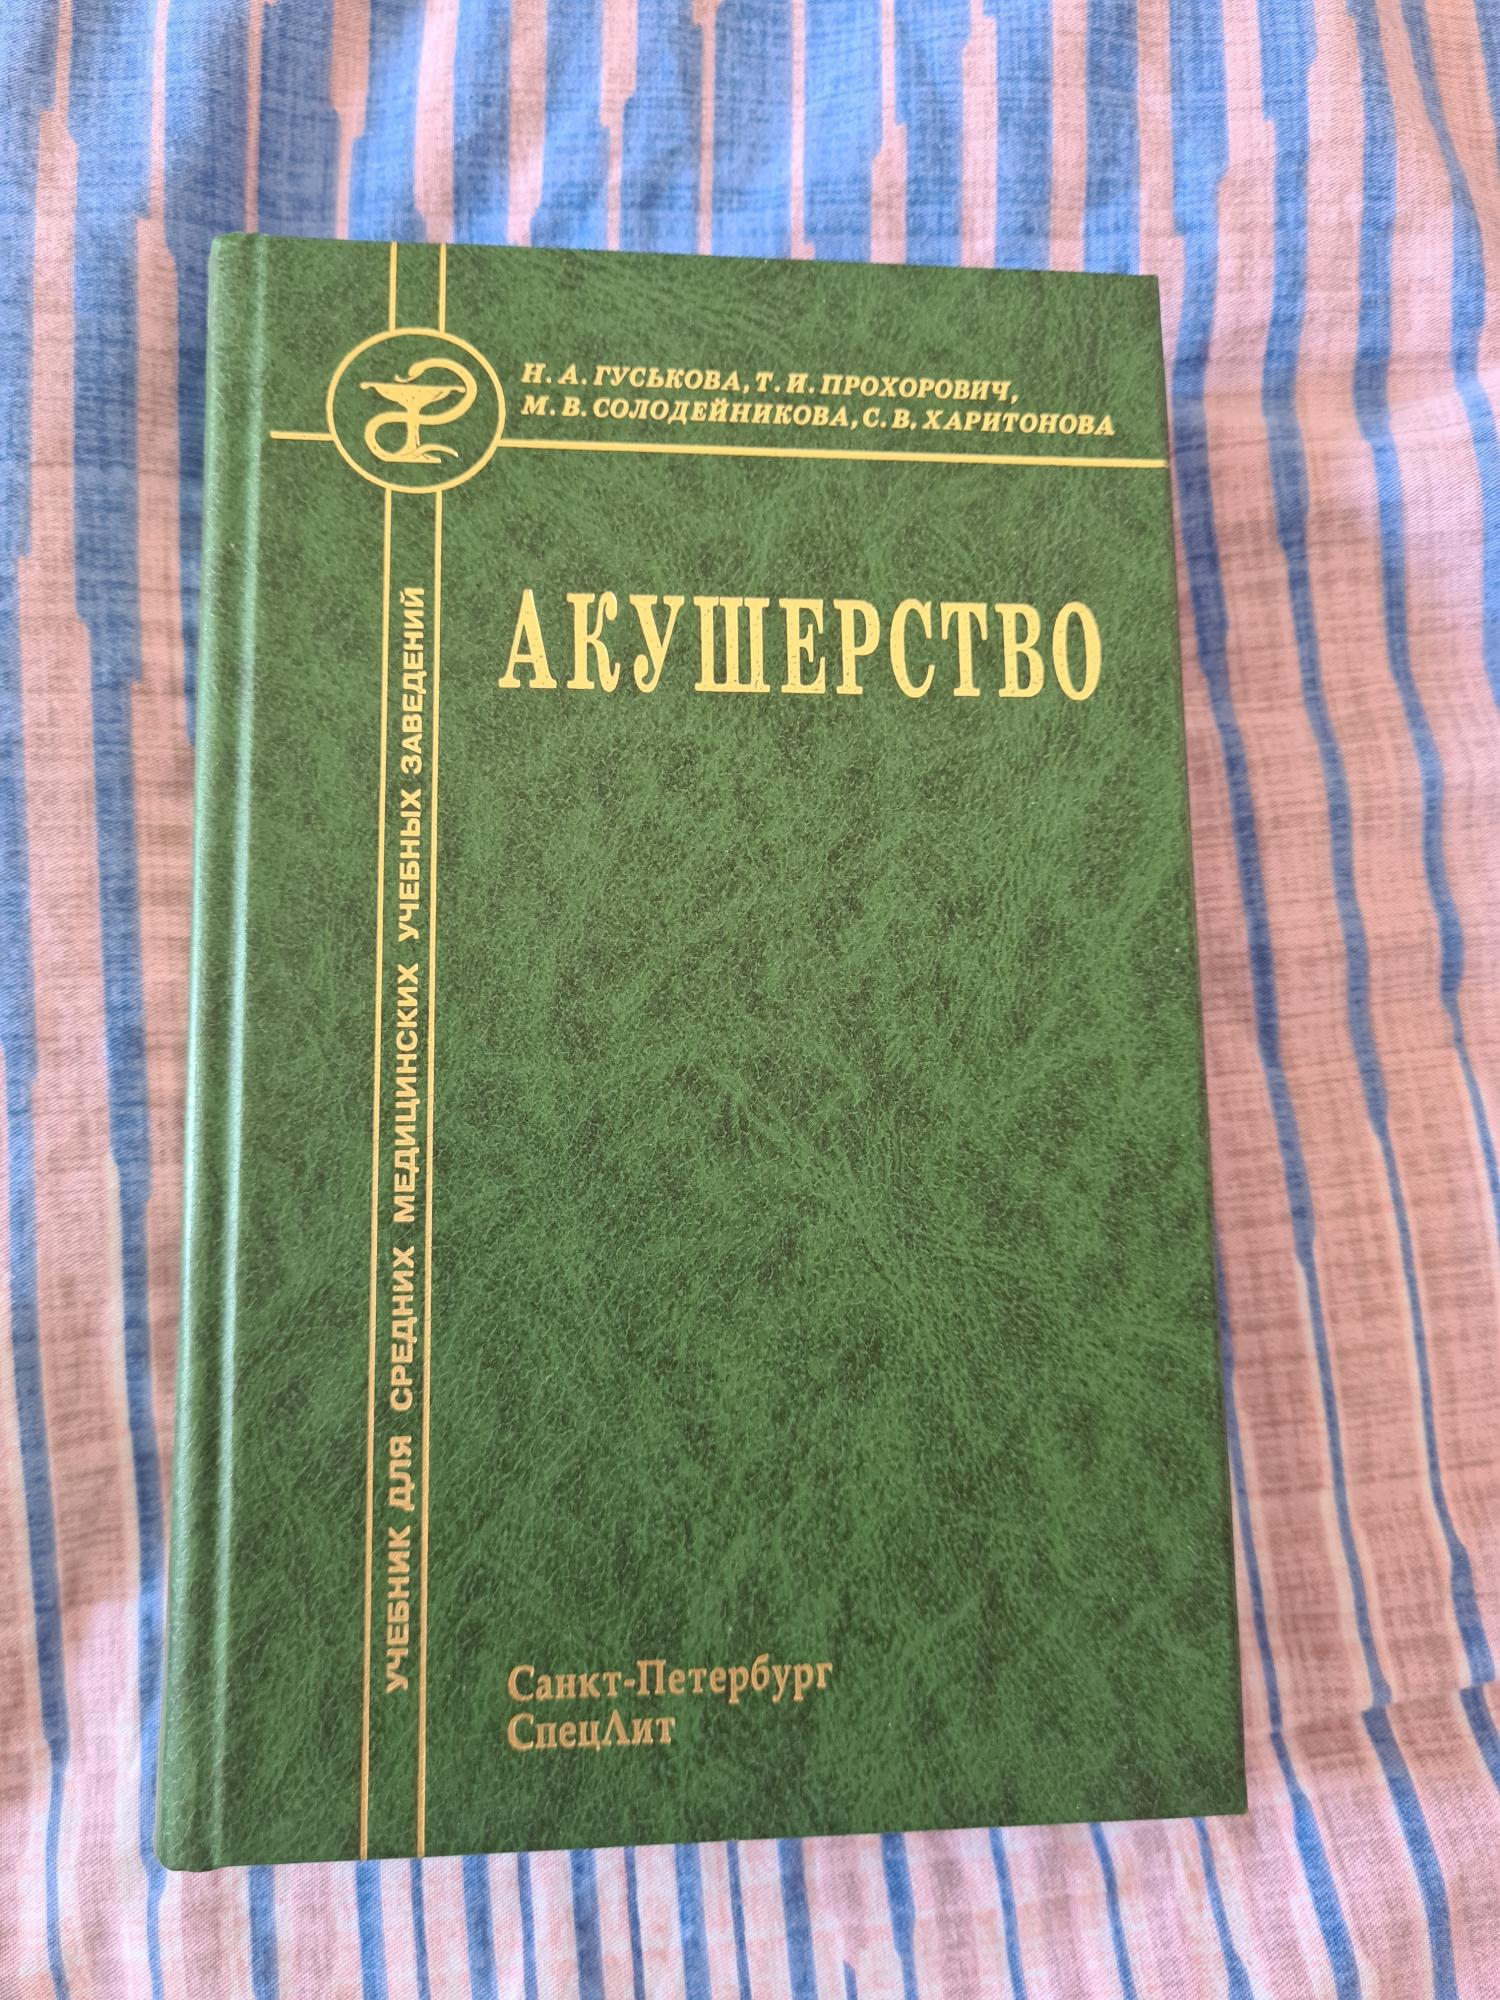 Н. А. ГУСЬКОВА, Т. И. ПРОХОРОВИЧ,
М. В. СОЛОДЕЙНИКОВА, С. В. ХАРИТОНОВА
АКУШЕРСТВО
УЧЕБНИК ДЛЯ СРЕДНИХ МЕДИЦИНСКИХ УЧЕБНЫХ ЗАВЕДЕНИЙ
Санкт-Петербург
СпецЛит